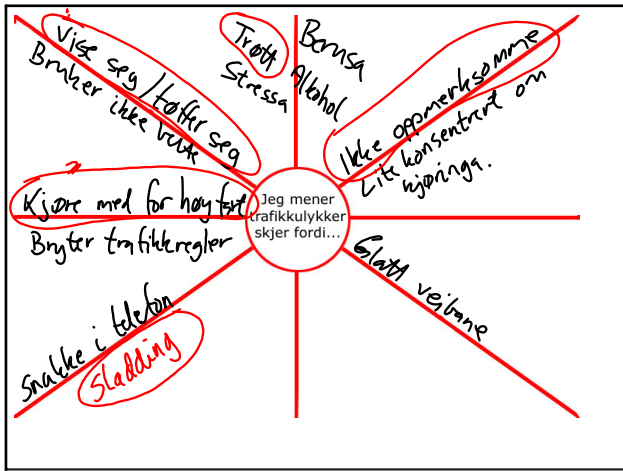 Vise seg / tøffer seg
Bruker ikke belte
Trøtt
Stressa
Bamsa
Alkohol
Ikke oppmerksomme
Lite konsentrert om
kjøringa.
Kjøre med for høy fart
Bryter trafikkregler
Jeg mener
trafikkulykker
skjer fordi...
Glatt veibane
Snakke i telefon
Sladding